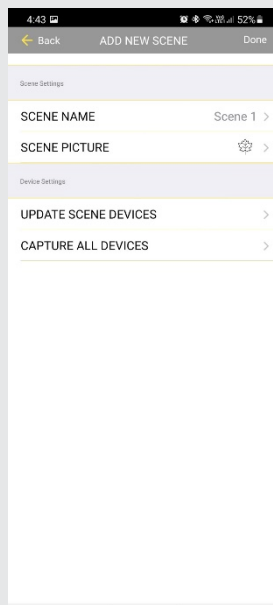 4:43 52%
Back ADD NEW SCENE Done
Scene Settings
SCENE NAME Scene 1
SCENE PICTURE
Device Settings
UPDATE SCENE DEVICES
CAPTURE ALL DEVICES